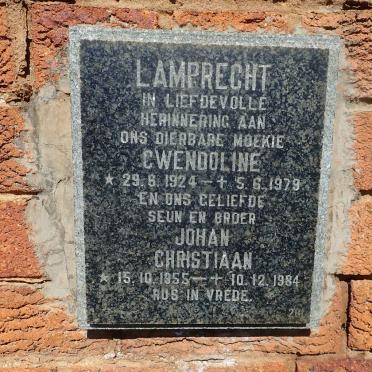 LAMPRECHT
IN LIEFDEVOLLE
HERINNERING AAN
ONS DIERBARE MOEKIE
GWENDOLINE
★ 29.8.1924 — † 5.6.1979
EN ONS GELIEFDE
SEUN EN BROER
JOHAN
CHRISTIAAN
★ 15.10.1955 — † 10.12.1984
RUS IN VREDE.